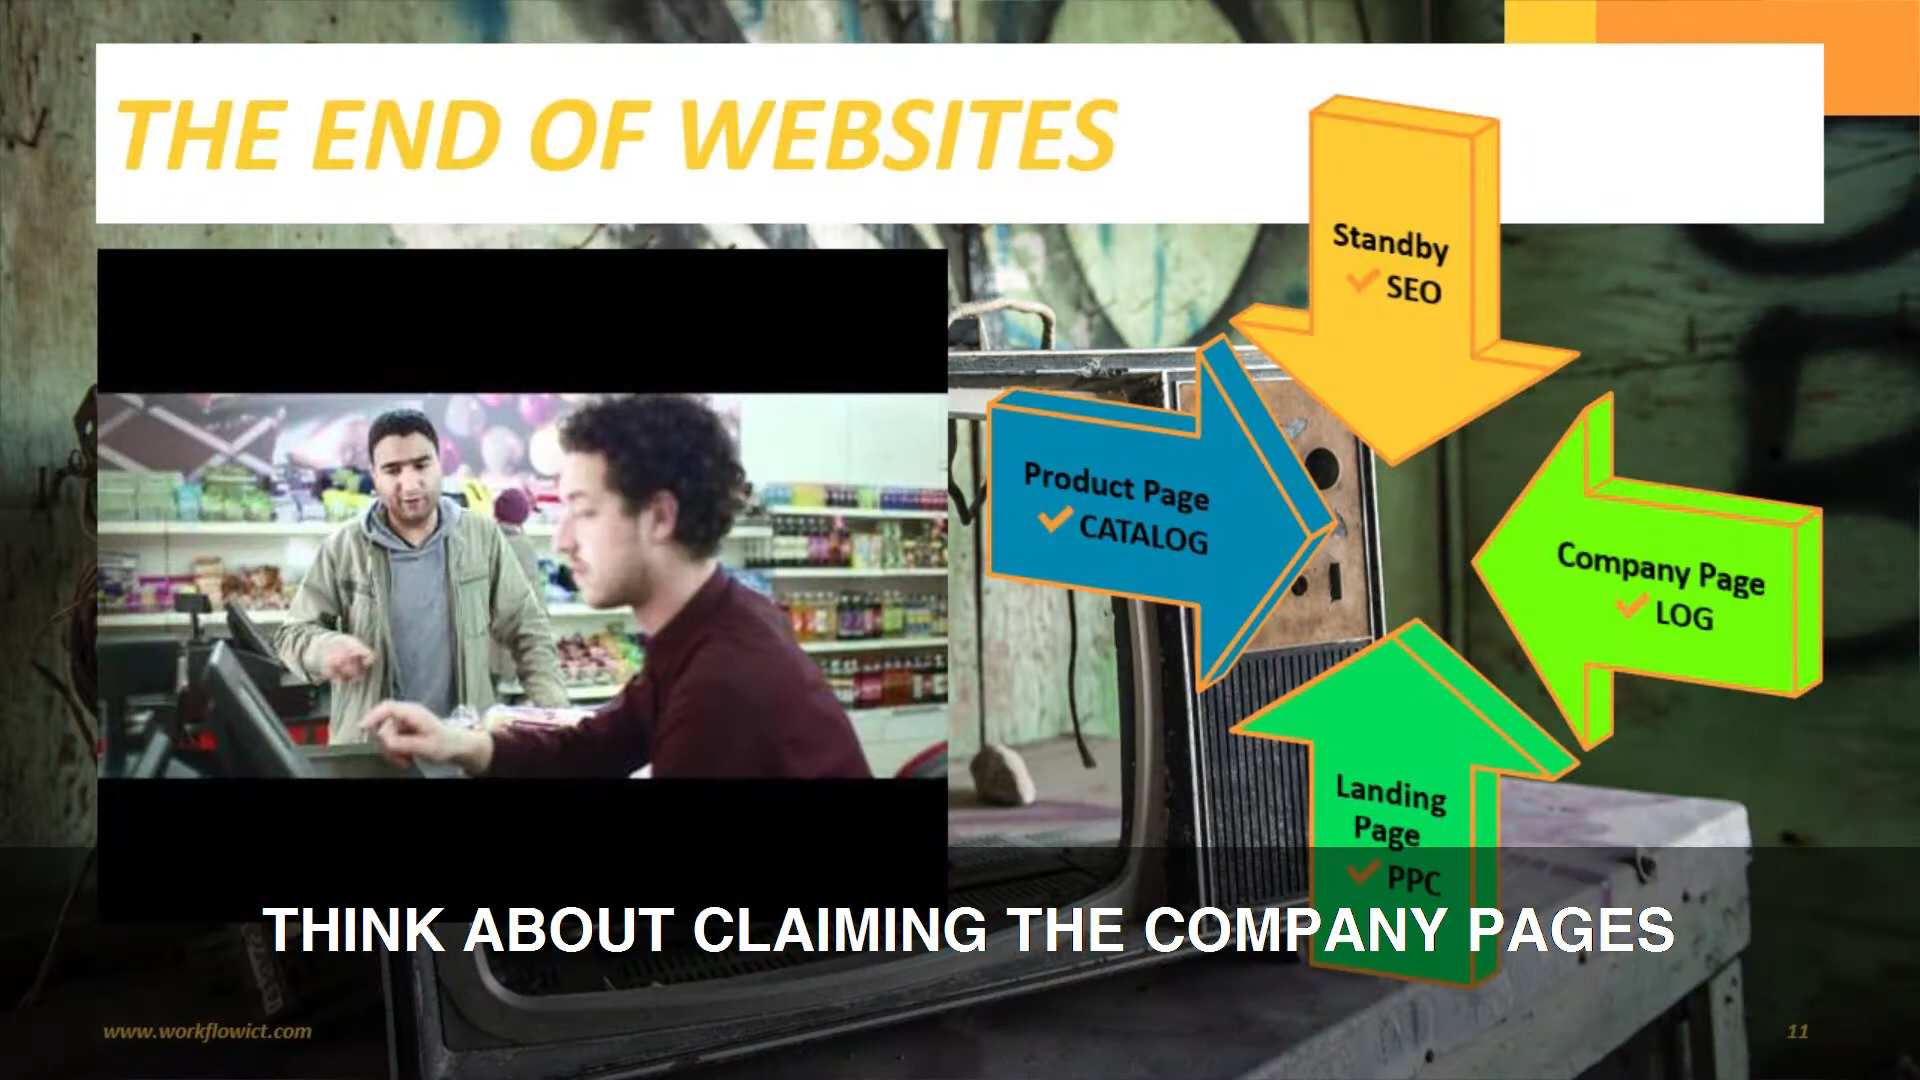 THE END OF WEBSITES
Standby
SEO
Product Page
CATALOG
Company Page
LOG
Landing
Page
PPC
THINK ABOUT CLAIMING THE COMPANY PAGES
www.workflowict.com
11